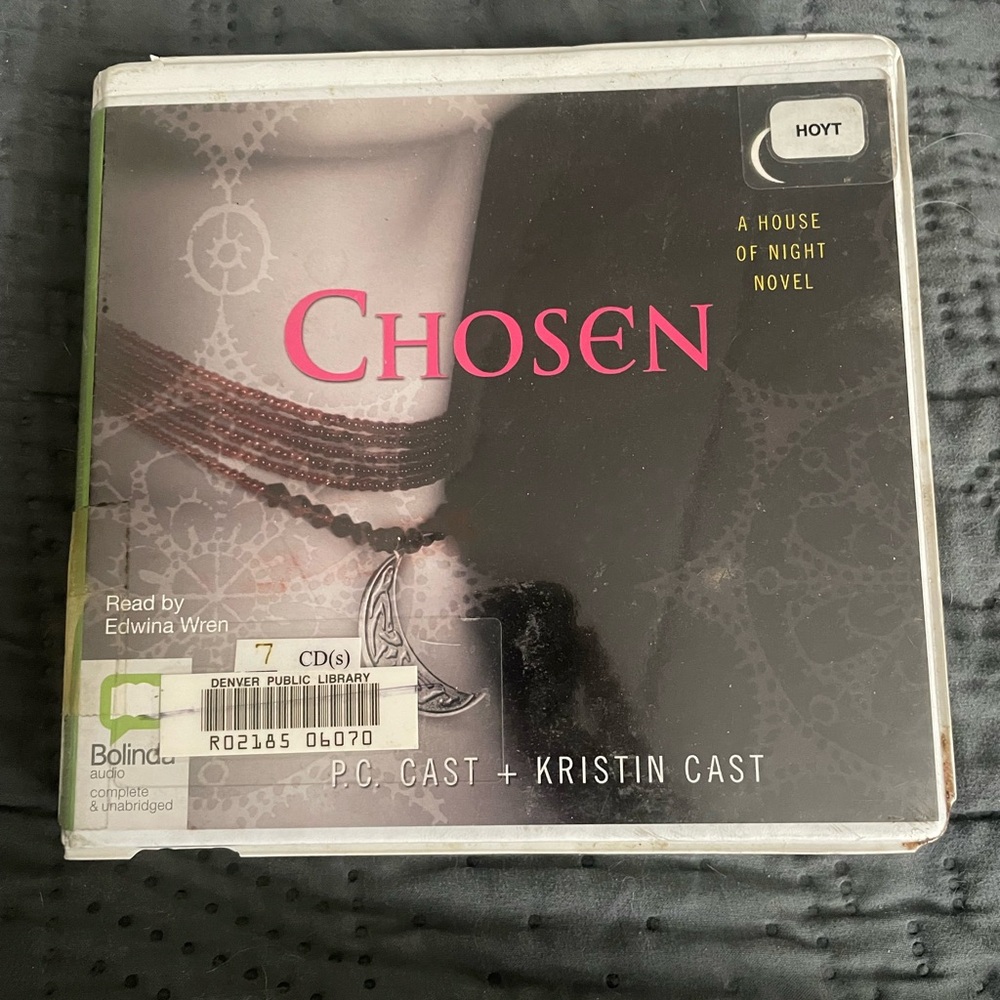 HOYT
A HOUSE
OF NIGHT
NOVEL
CHOSEN
Read by
Edwina Wren
7 CD(s)
DENVER PUBLIC LIBRARY
R02185 06070
Bolinda
audio
complete
& unabridged
P.C. CAST + KRISTIN CAST